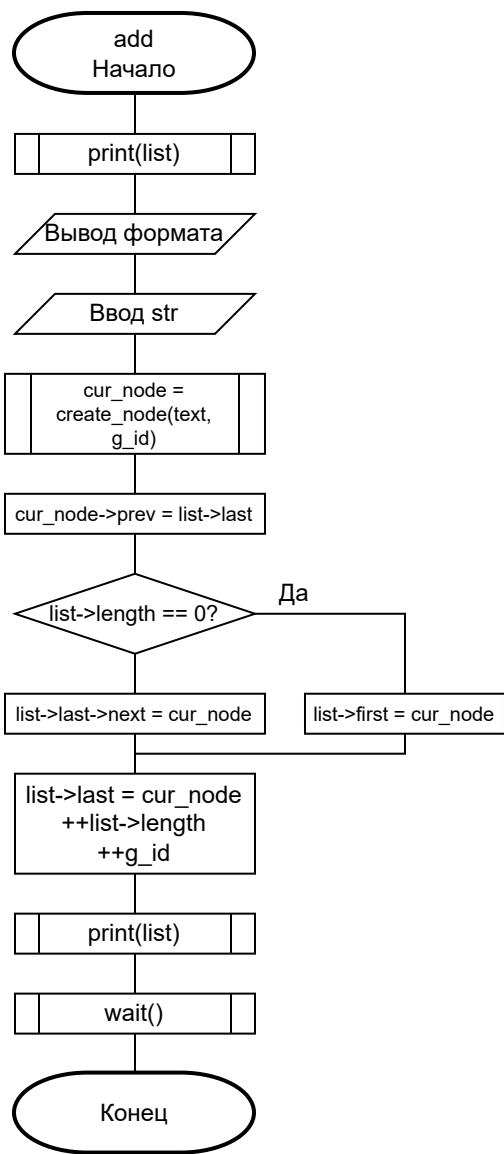 add
Начало
print(list)
Вывод формата
Ввод str
cur_node =
create_node(text,
g_id)
cur_node->prev = list->last
list->length == 0?
Да
list->last->next = cur_node
list->first = cur_node
list->last = cur_node
++list->length
++g_id
print(list)
wait()
Конец